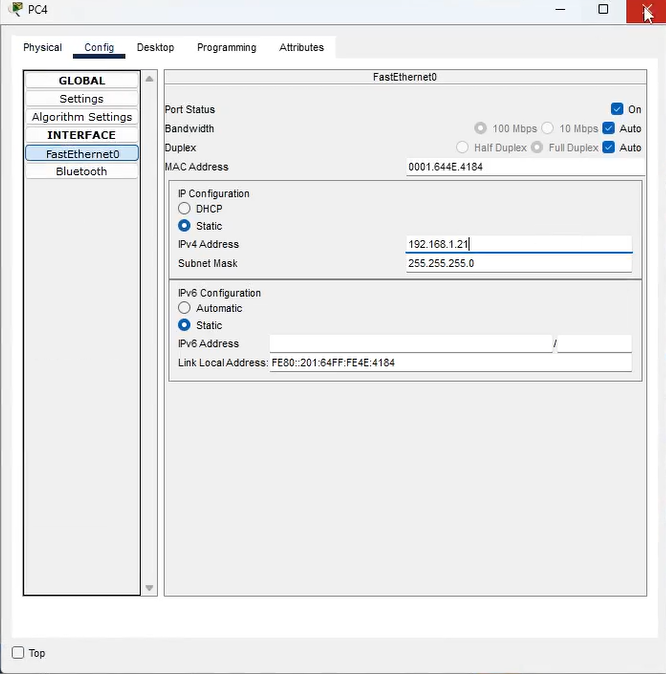 PC4
Physical Config Desktop Programming Attributes
GLOBAL
Settings
Algorithm Settings
INTERFACE
FastEthernet0
Bluetooth
FastEthernet0
Port Status On
Bandwidth 100 Mbps 10 Mbps Auto
Duplex Half Duplex Full Duplex Auto
MAC Address 0001.644E.4184
IP Configuration
DHCP
Static
IPv4 Address 192.168.1.21
Subnet Mask 255.255.255.0
IPv6 Configuration
Automatic
Static
IPv6 Address /
Link Local Address: FE80::201:64FF:FE4E:4184
Top